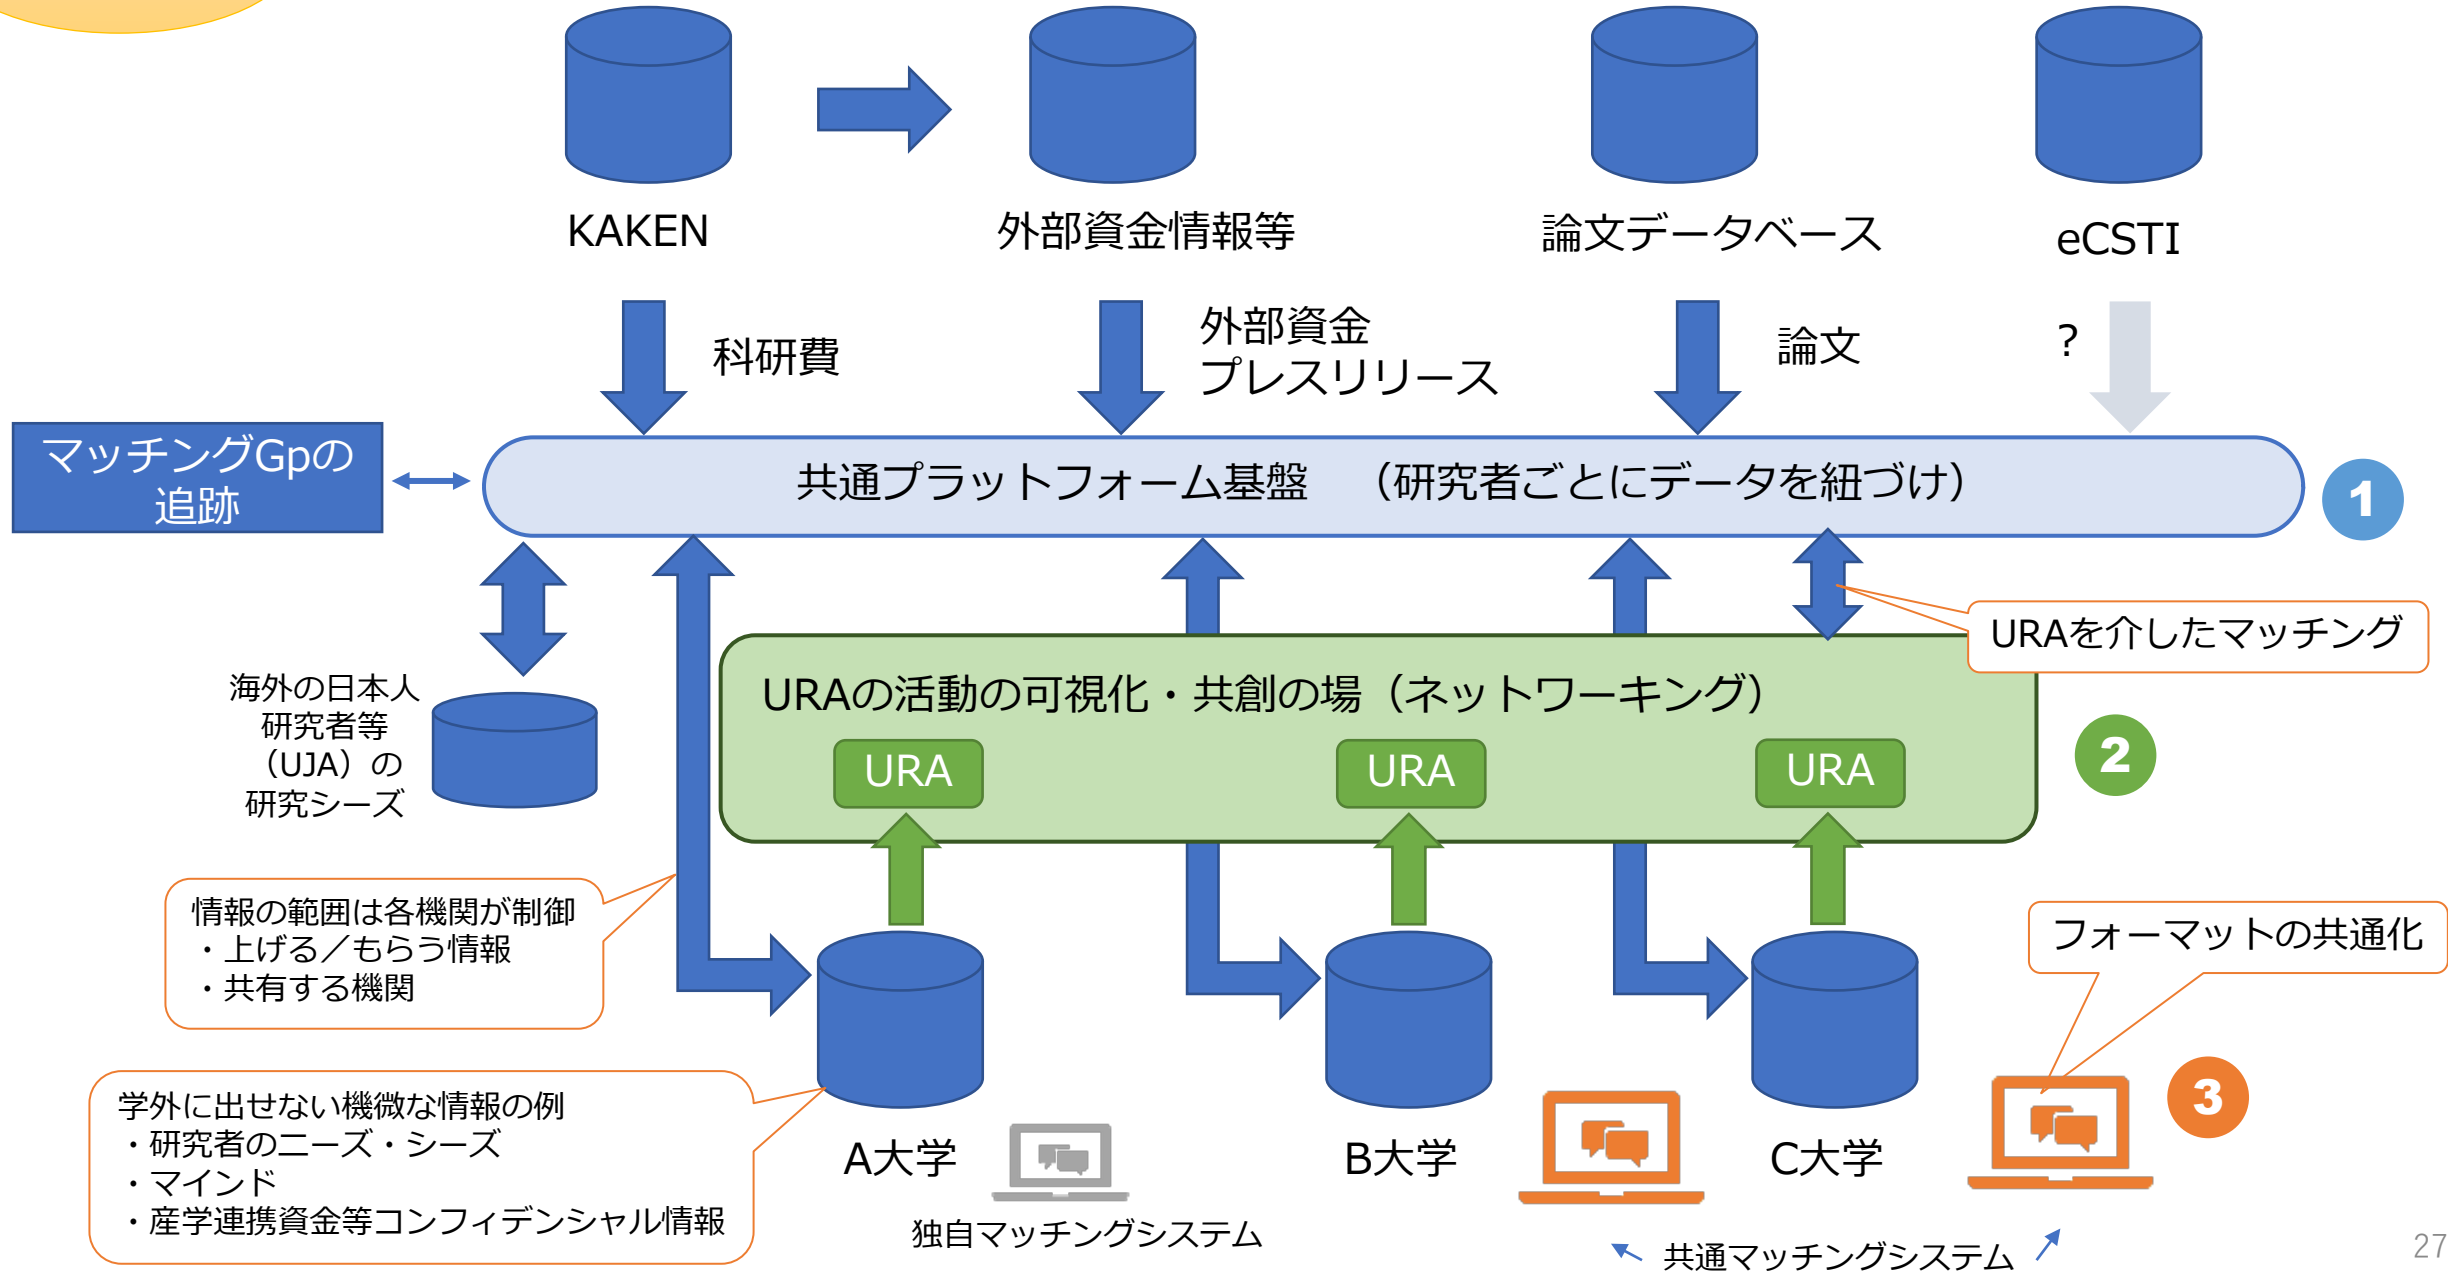 KAKEN
外部資金情報等
論文データベース
eCSTI
科研費
外部資金
プレスリリース
論文
?
マッチングGpの
追跡
共通プラットフォーム基盤　（研究者ごとにデータを紐づけ）
1
URAを介したマッチング
海外の日本人
研究者等
（UJA）の
研究シーズ
URAの活動の可視化・共創の場（ネットワーキング）
2
URA
URA
URA
情報の範囲は各機関が制御
・上げる／もらう情報
・共有する機関
フォーマットの共通化
3
学外に出せない機微な情報の例
・研究者のニーズ・シーズ
・マインド
・産学連携資金等コンフィデンシャル情報
A大学
B大学
C大学
独自マッチングシステム
共通マッチングシステム
27